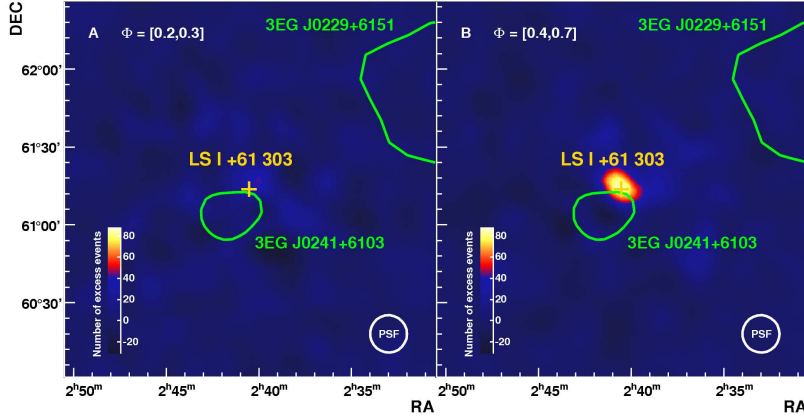 DEC
A
Φ = [0.2,0.3]
3EG J0229+6151
62°00'
61°30'
LS I +61 303
61°00'
3EG J0241+6103
60°30'
Number of excess events
80
60
40
20
0
-20
PSF
2h50m
2h45m
2h40m
2h35m
RA
B
Φ = [0.4,0.7]
3EG J0229+6151
LS I +61 303
3EG J0241+6103
Number of excess events
80
60
40
20
0
-20
PSF
2h50m
2h45m
2h40m
2h35m
RA